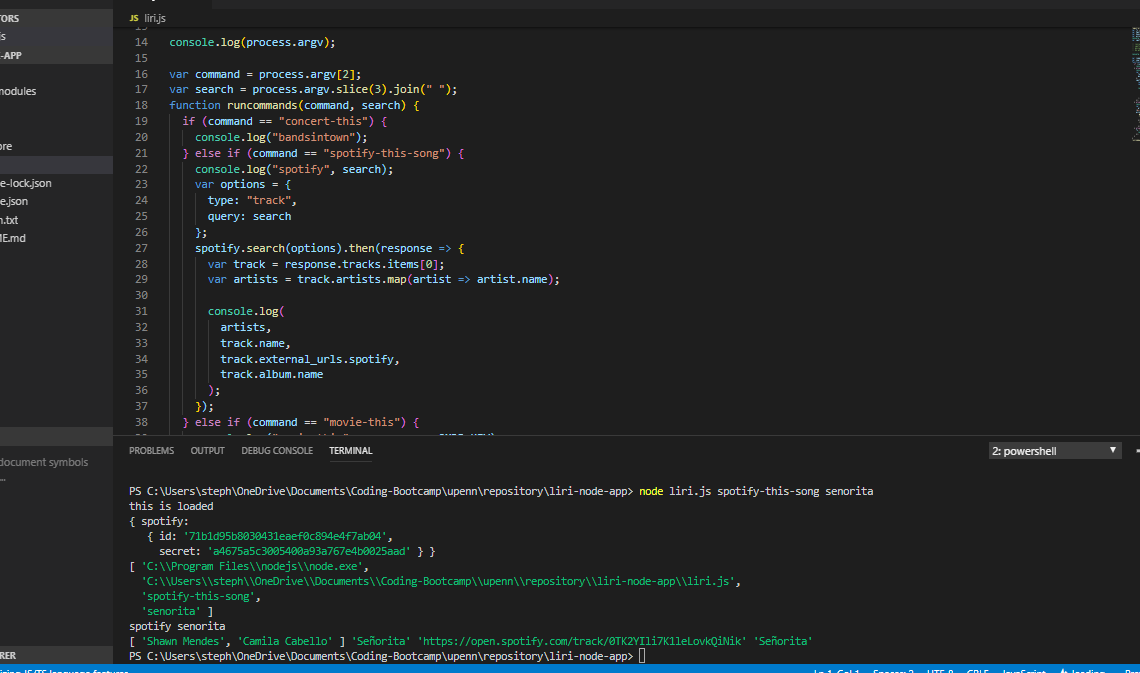 TORS
JS liri.js
js
-APP
modules
ore
e-lock.json
e.json
n.txt
ME.md
document symbols
...
RER
14 console.log(process.argv);
15
16 var command = process.argv[2];
17 var search = process.argv.slice(3).join(" ");
18 function runcommands(command, search) {
19 if (command == "concert-this") {
20 console.log("bandsintown");
21 } else if (command == "spotify-this-song") {
22 console.log("spotify", search);
23 var options = {
24 type: "track",
25 query: search
26 };
27 spotify.search(options).then(response => {
28 var track = response.tracks.items[0];
29 var artists = track.artists.map(artist => artist.name);
30
31 console.log(
32 artists,
33 track.name,
34 track.external_urls.spotify,
35 track.album.name
36 );
37 });
38 } else if (command == "movie-this") {
PROBLEMS OUTPUT DEBUG CONSOLE TERMINAL 2: powershell
PS C:\Users\steph\OneDrive\Documents\Coding-Bootcamp\upenn\repository\liri-node-app> node liri.js spotify-this-song senorita
this is loaded
{ spotify:
{ id: '71b1d95b8030431eaef0c894e4f7ab04',
secret: 'a4675a5c3005400a93a767e4b0025aad' } }
[ 'C:\\Program Files\\nodejs\\node.exe',
'C:\\Users\\steph\\OneDrive\\Documents\\Coding-Bootcamp\\upenn\\repository\\liri-node-app\\liri.js',
'spotify-this-song',
'senorita' ]
spotify senorita
[ 'Shawn Mendes', 'Camila Cabello' ] 'Señorita' 'https://open.spotify.com/track/0TK2YIli7K1leLovkQiNik' 'Señorita'
PS C:\Users\steph\OneDrive\Documents\Coding-Bootcamp\upenn\repository\liri-node-app>